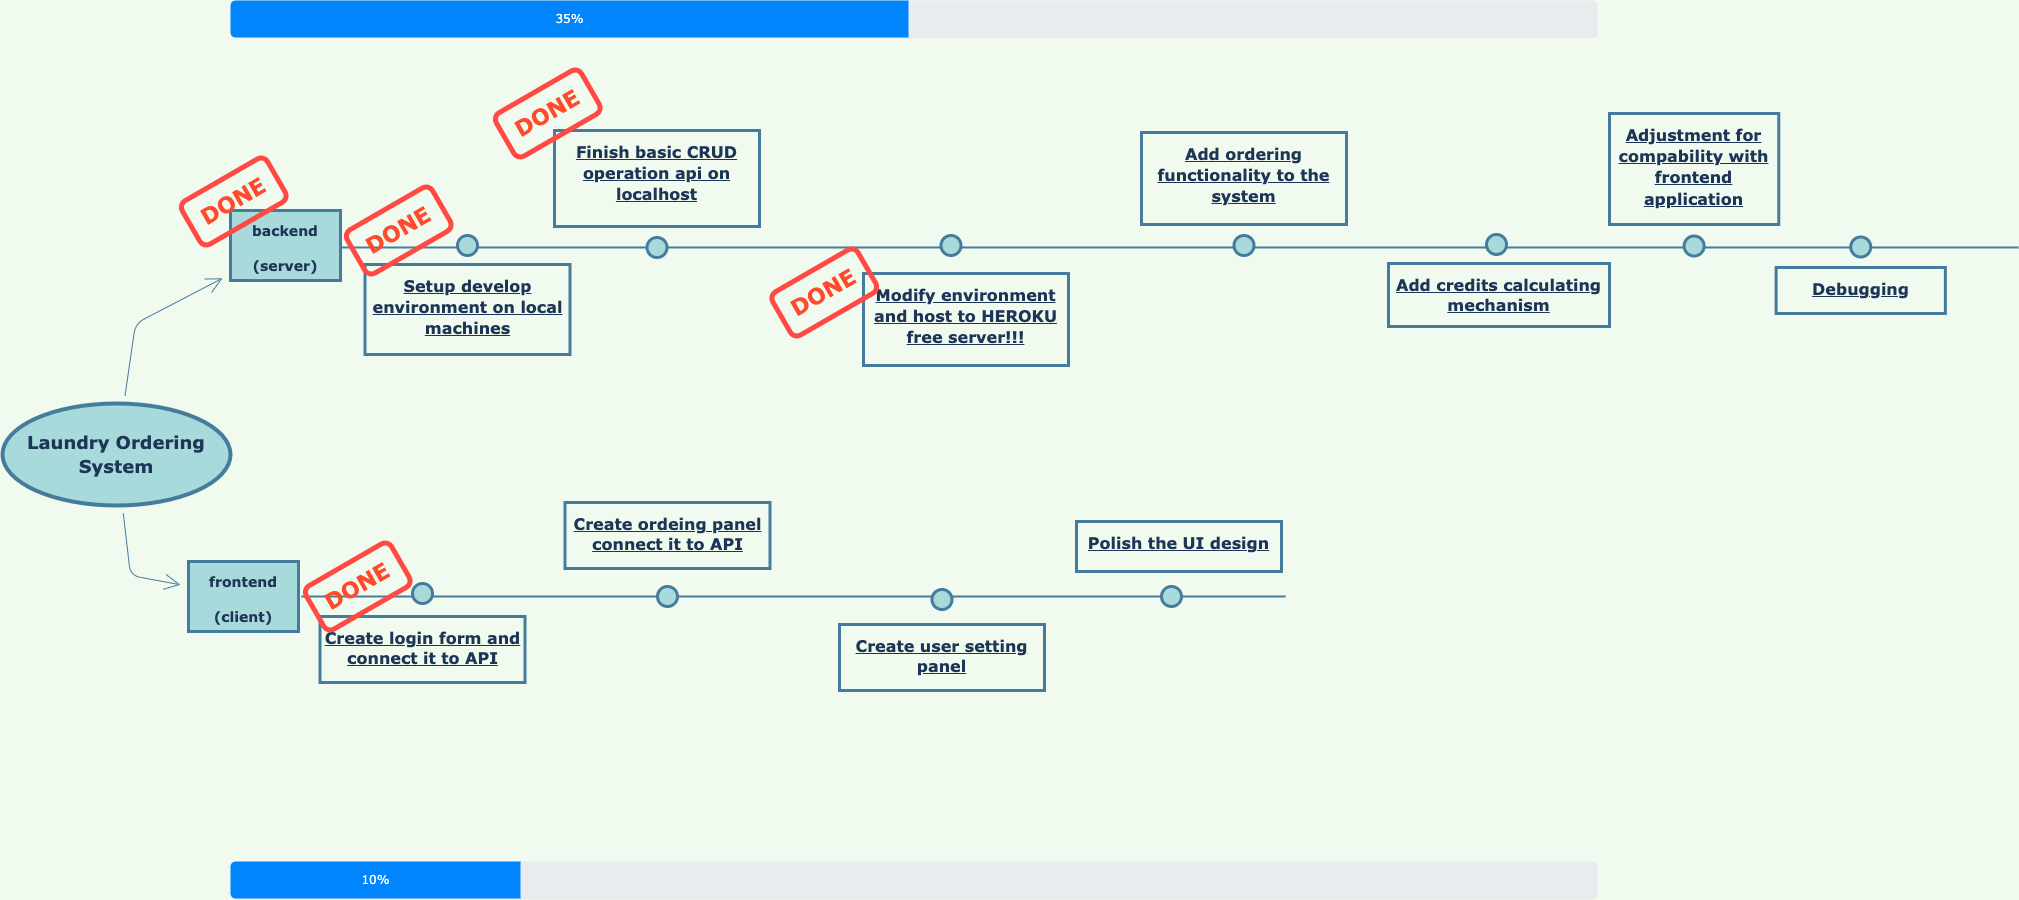 35%
DONE
Finish basic CRUD
operation api on
localhost
Add ordering
functionality to the
system
Adjustment for
compability with
frontend
application
DONE
backend
(server)
DONE
Setup develop
environment on local
machines
DONE
Modify environment
and host to HEROKU
free server!!!
Add credits calculating
mechanism
Debugging
Laundry Ordering
System
Create ordeing panel
connect it to API
Polish the UI design
frontend
(client)
DONE
Create login form and
connect it to API
Create user setting
panel
10%